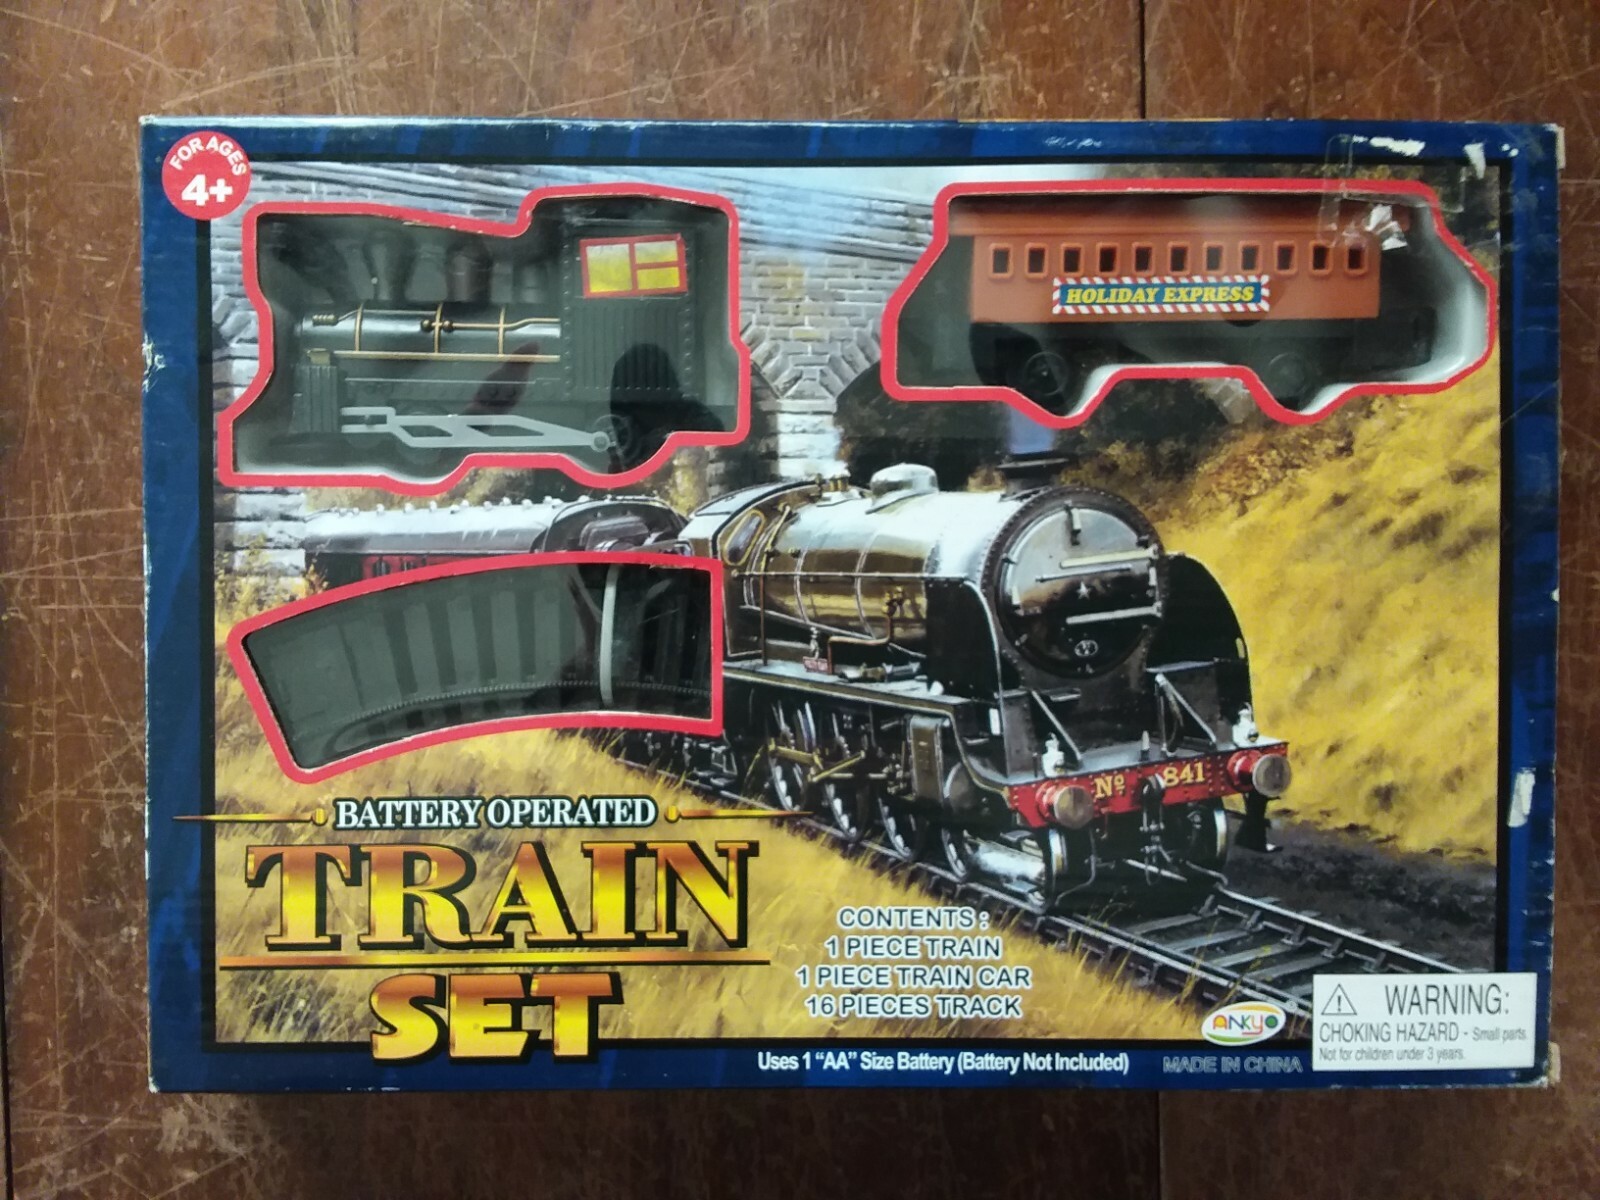 FOR AGES
4+
HOLIDAY EXPRESS
Nº 841
BATTERY OPERATED
TRAIN
SET
CONTENTS :
1 PIECE TRAIN
1 PIECE TRAIN CAR
16 PIECES TRACK
ANKYO
Uses 1 "AA" Size Battery (Battery Not Included)
MADE IN CHINA
WARNING:
CHOKING HAZARD - Small parts.
Not for children under 3 years.